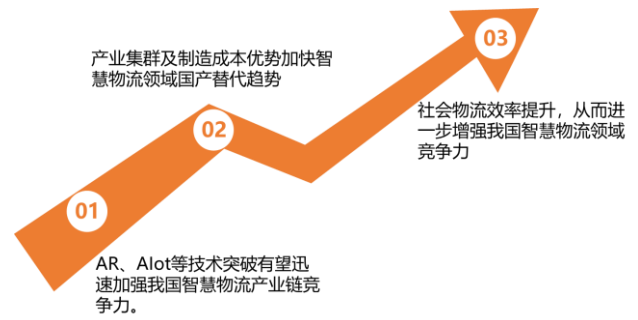 03
产业集群及制造成本优势加快智
慧物流领域国产替代趋势
02
社会物流效率提升，从而进
一步增强我国智慧物流领域
竞争力
01
AR、AIot等技术突破有望迅
速加强我国智慧物流产业链竞
争力。